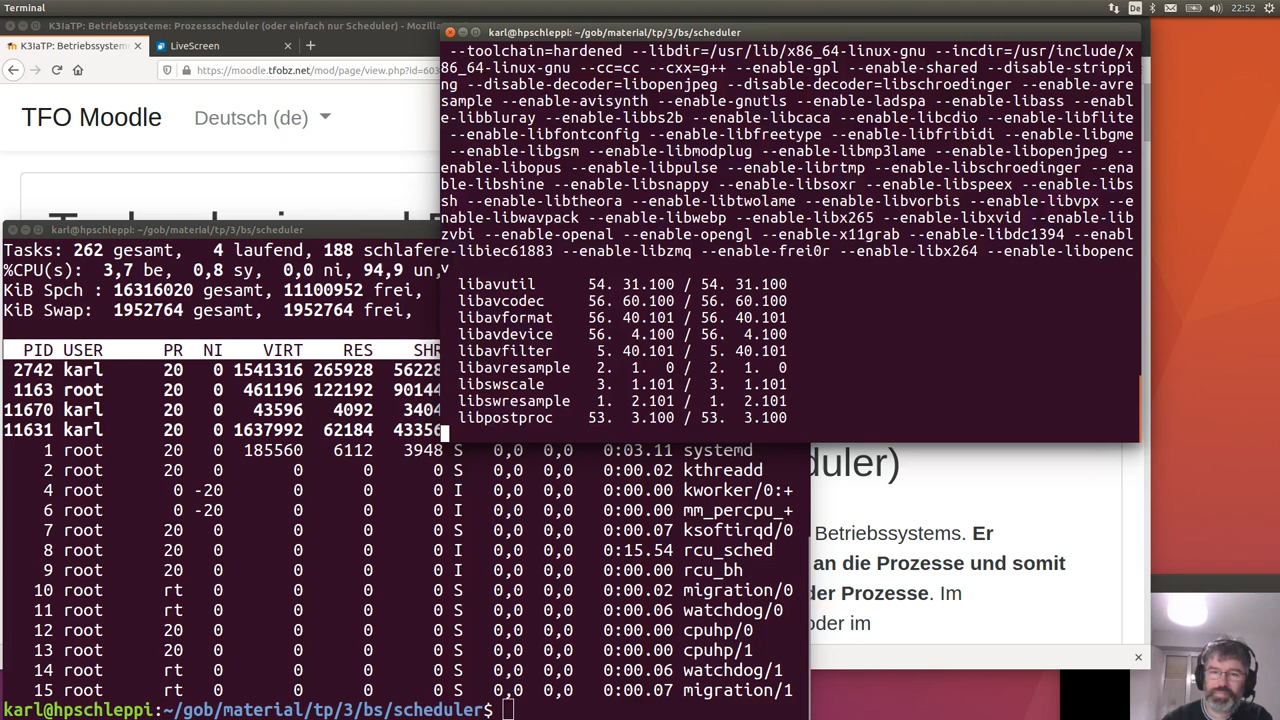 Terminal
De
22:52
K3IaTP: Betriebssysteme: Prozessscheduler (oder einfach nur Scheduler) - Mozilla
K3IaTP: Betriebssystem
LiveScreen
https://moodle.tfobz.net/mod/page/view.php?id=603
TFO Moodle
Deutsch (de)
karl@hpschleppi: ~/gob/material/tp/3/bs/scheduler
--toolchain=hardened --libdir=/usr/lib/x86_64-linux-gnu --incdir=/usr/include/x
86_64-linux-gnu --cc=cc --cxx=g++ --enable-gpl --enable-shared --disable-strippi
ng --disable-decoder=libopenjpeg --disable-decoder=libschroedinger --enable-avre
sample --enable-avisynth --enable-gnutls --enable-ladspa --enable-libass --enabl
e-libbluray --enable-libbs2b --enable-libcaca --enable-libcdio --enable-libflite
--enable-libfontconfig --enable-libfreetype --enable-libfribidi --enable-libgme
--enable-libgsm --enable-libmodplug --enable-libmp3lame --enable-libopenjpeg --
enable-libopus --enable-libpulse --enable-librtmp --enable-libschroedinger --ena
ble-libshine --enable-libsnappy --enable-libsoxr --enable-libspeex --enable-libs
sh --enable-libtheora --enable-libtwolame --enable-libvorbis --enable-libvpx --e
nable-libwavpack --enable-libwebp --enable-libx265 --enable-libxvid --enable-lib
zvbi --enable-openal --enable-opengl --enable-x11grab --enable-libdc1394 --enabl
e-libiec61883 --enable-libzmq --enable-frei0r --enable-libx264 --enable-libopenc
libavutil 54. 31.100 / 54. 31.100
libavcodec 56. 60.100 / 56. 60.100
libavformat 56. 40.101 / 56. 40.101
libavdevice 56. 4.100 / 56. 4.100
libavfilter 5. 40.101 / 5. 40.101
libavresample 2. 1. 0 / 2. 1. 0
libswscale 3. 1.101 / 3. 1.101
libswresample 1. 2.101 / 1. 2.101
libpostproc 53. 3.100 / 53. 3.100
karl@hpschleppi: ~/gob/material/tp/3/bs/scheduler
Tasks: 262 gesamt, 4 laufend, 188 schlafe
%CPU(s): 3,7 be, 0,8 sy, 0,0 ni, 94,9 un,
KiB Spch : 16316020 gesamt, 11100952 frei,
KiB Swap: 1952764 gesamt, 1952764 frei,
PID USER PR NI VIRT RES SHR
2742 karl 20 0 1541316 265928 56228
1163 root 20 0 461196 122192 90144
11670 karl 20 0 43596 4092 3404
11631 karl 20 0 1637992 62184 43356
1 root 20 0 185560 6112 3948 S 0,0 0,0 0:03.11 systemd
2 root 20 0 0 0 0 S 0,0 0,0 0:00.02 kthreadd
4 root 0 -20 0 0 0 I 0,0 0,0 0:00.00 kworker/0:+
6 root 0 -20 0 0 0 I 0,0 0,0 0:00.00 mm_percpu_+
7 root 20 0 0 0 0 S 0,0 0,0 0:00.07 ksoftirqd/0
8 root 20 0 0 0 0 I 0,0 0,0 0:15.54 rcu_sched
9 root 20 0 0 0 0 I 0,0 0,0 0:00.00 rcu_bh
10 root rt 0 0 0 0 S 0,0 0,0 0:00.02 migration/0
11 root rt 0 0 0 0 S 0,0 0,0 0:00.06 watchdog/0
12 root 20 0 0 0 0 S 0,0 0,0 0:00.00 cpuhp/0
13 root 20 0 0 0 0 S 0,0 0,0 0:00.00 cpuhp/1
14 root rt 0 0 0 0 S 0,0 0,0 0:00.06 watchdog/1
15 root rt 0 0 0 0 S 0,0 0,0 0:00.07 migration/1
karl@hpschleppi:~/gob/material/tp/3/bs/scheduler$
duler)
Betriebssystems. Er
an die Prozesse und somit
der Prozesse. Im
oder im